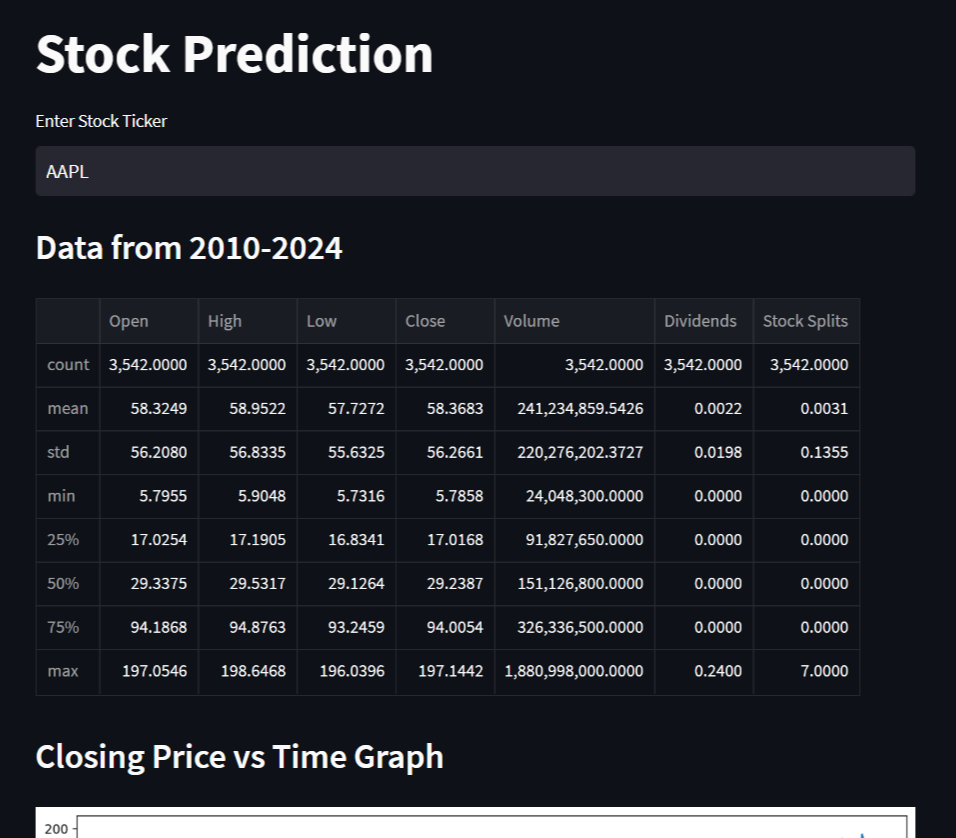 Stock Prediction
Enter Stock Ticker
AAPL
Data from 2010-2024
Open High Low Close Volume Dividends Stock Splits
count 3,542.0000 3,542.0000 3,542.0000 3,542.0000 3,542.0000 3,542.0000 3,542.0000
mean 58.3249 58.9522 57.7272 58.3683 241,234,859.5426 0.0022 0.0031
std 56.2080 56.8335 55.6325 56.2661 220,276,202.3727 0.0198 0.1355
min 5.7955 5.9048 5.7316 5.7858 24,048,300.0000 0.0000 0.0000
25% 17.0254 17.1905 16.8341 17.0168 91,827,650.0000 0.0000 0.0000
50% 29.3375 29.5317 29.1264 29.2387 151,126,800.0000 0.0000 0.0000
75% 94.1868 94.8763 93.2459 94.0054 326,336,500.0000 0.0000 0.0000
max 197.0546 198.6468 196.0396 197.1442 1,880,998,000.0000 0.2400 7.0000
Closing Price vs Time Graph
200